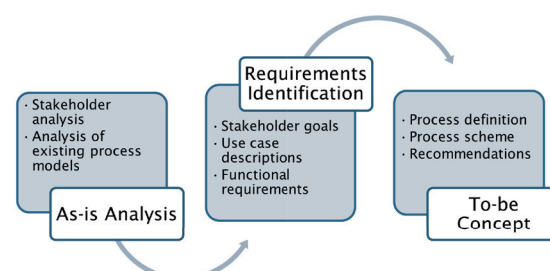 · Stakeholder
analysis
· Analysis of
existing process
models
As-is Analysis
Requirements
Identification
· Stakeholder goals
· Use case
descriptions
· Functional
requirements
· Process definition
· Process scheme
· Recommendations
To-be
Concept